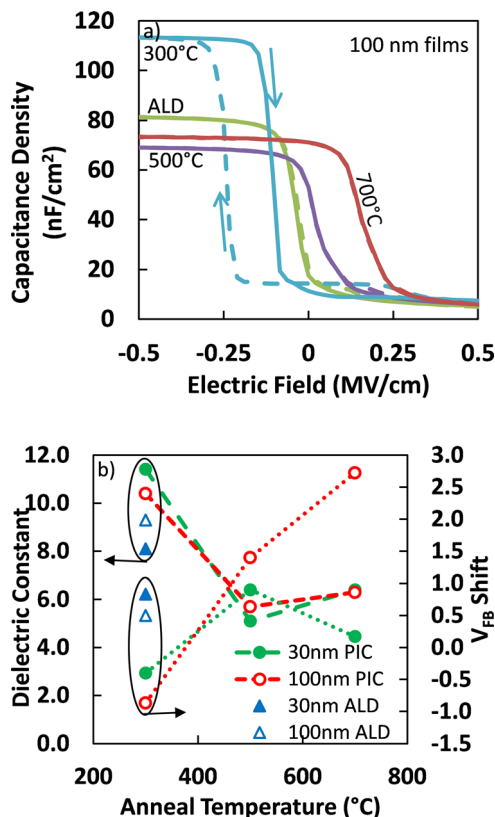 a)
100 nm films
300°C
ALD
500°C
700°C
Capacitance Density
(nF/cm²)
120
100
80
60
40
20
0
-0.5
-0.25
0
0.25
0.5
Electric Field (MV/cm)
b)
Dielectric Constant
12.0
10.0
8.0
6.0
4.0
2.0
0.0
3.0
2.5
2.0
1.5
1.0
0.5
0.0
-0.5
-1.0
-1.5
V_FB Shift
30nm PIC
100nm PIC
30nm ALD
100nm ALD
200
400
600
800
Anneal Temperature (°C)